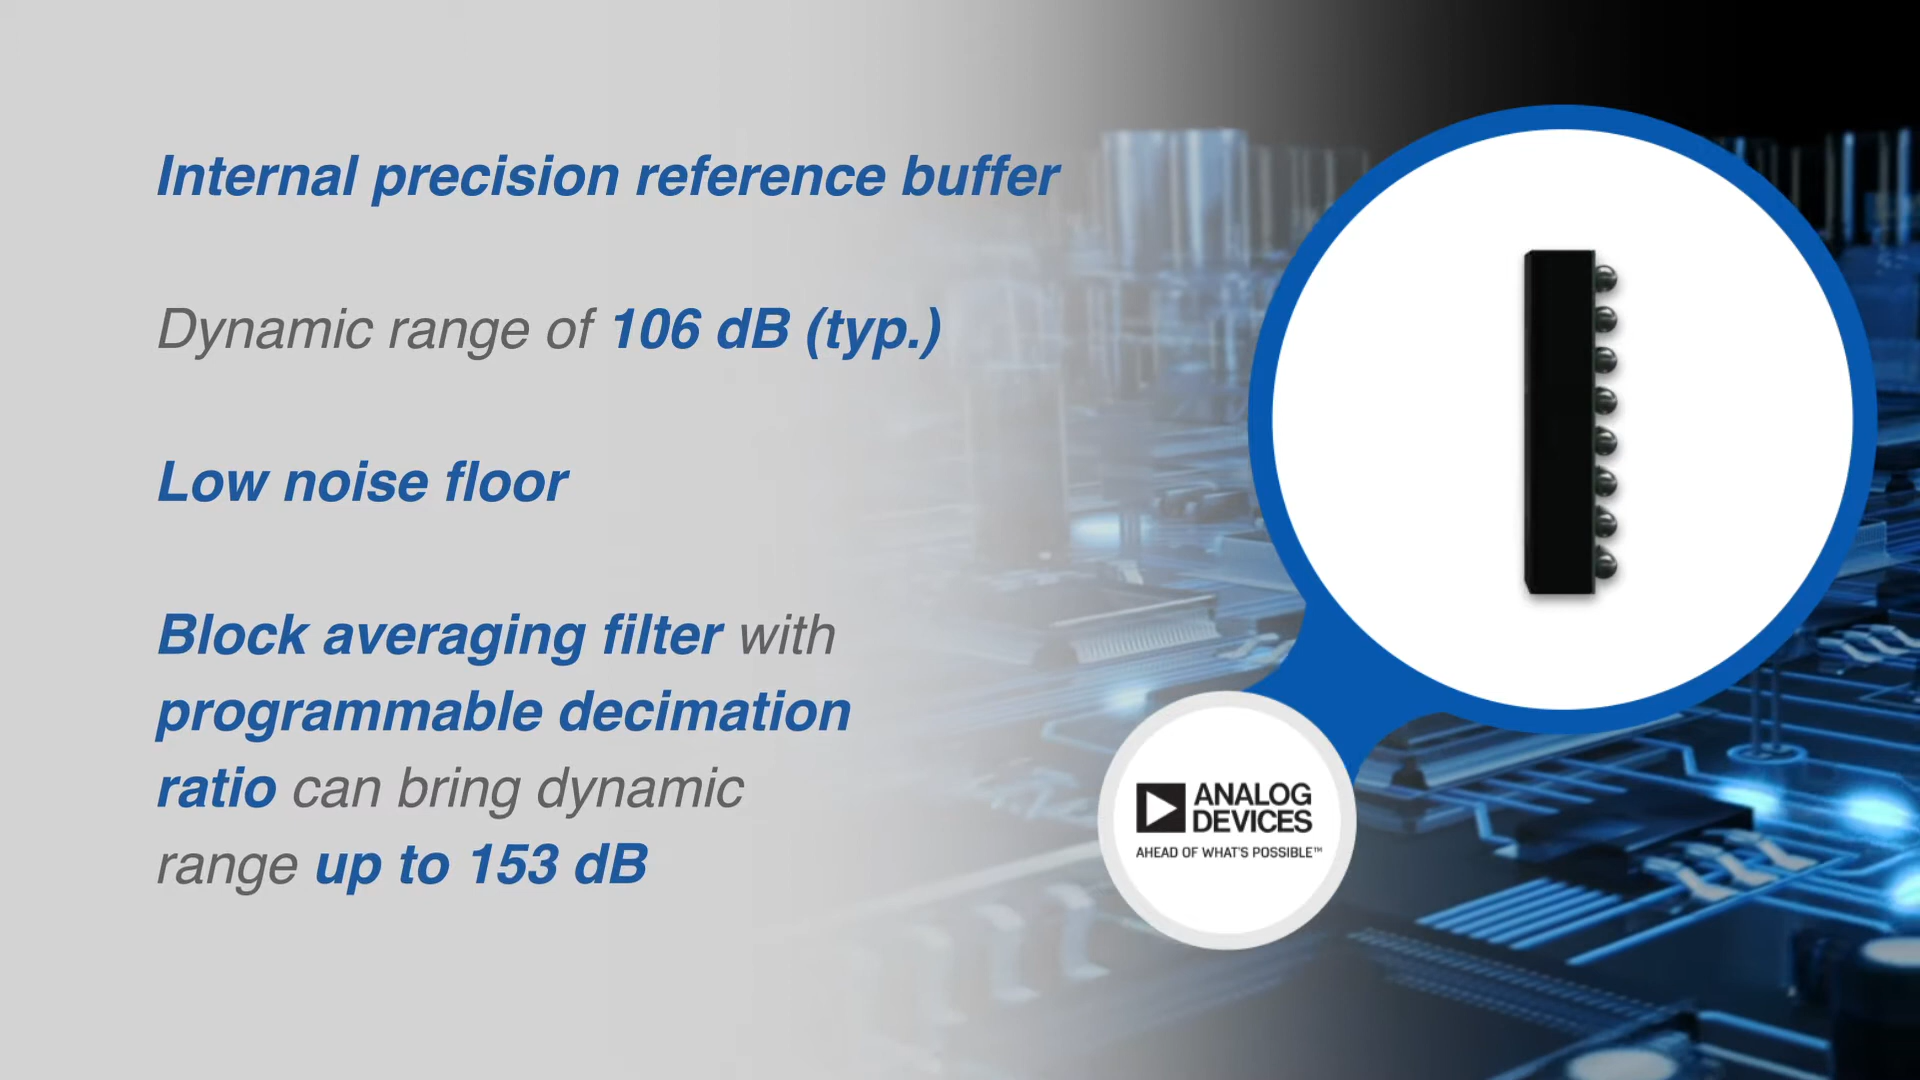 Internal precision reference buffer
Dynamic range of 106 dB (typ.)
Low noise floor
Block averaging filter with
programmable decimation
ratio can bring dynamic
range up to 153 dB
ANALOG
DEVICES
AHEAD OF WHAT'S POSSIBLE™